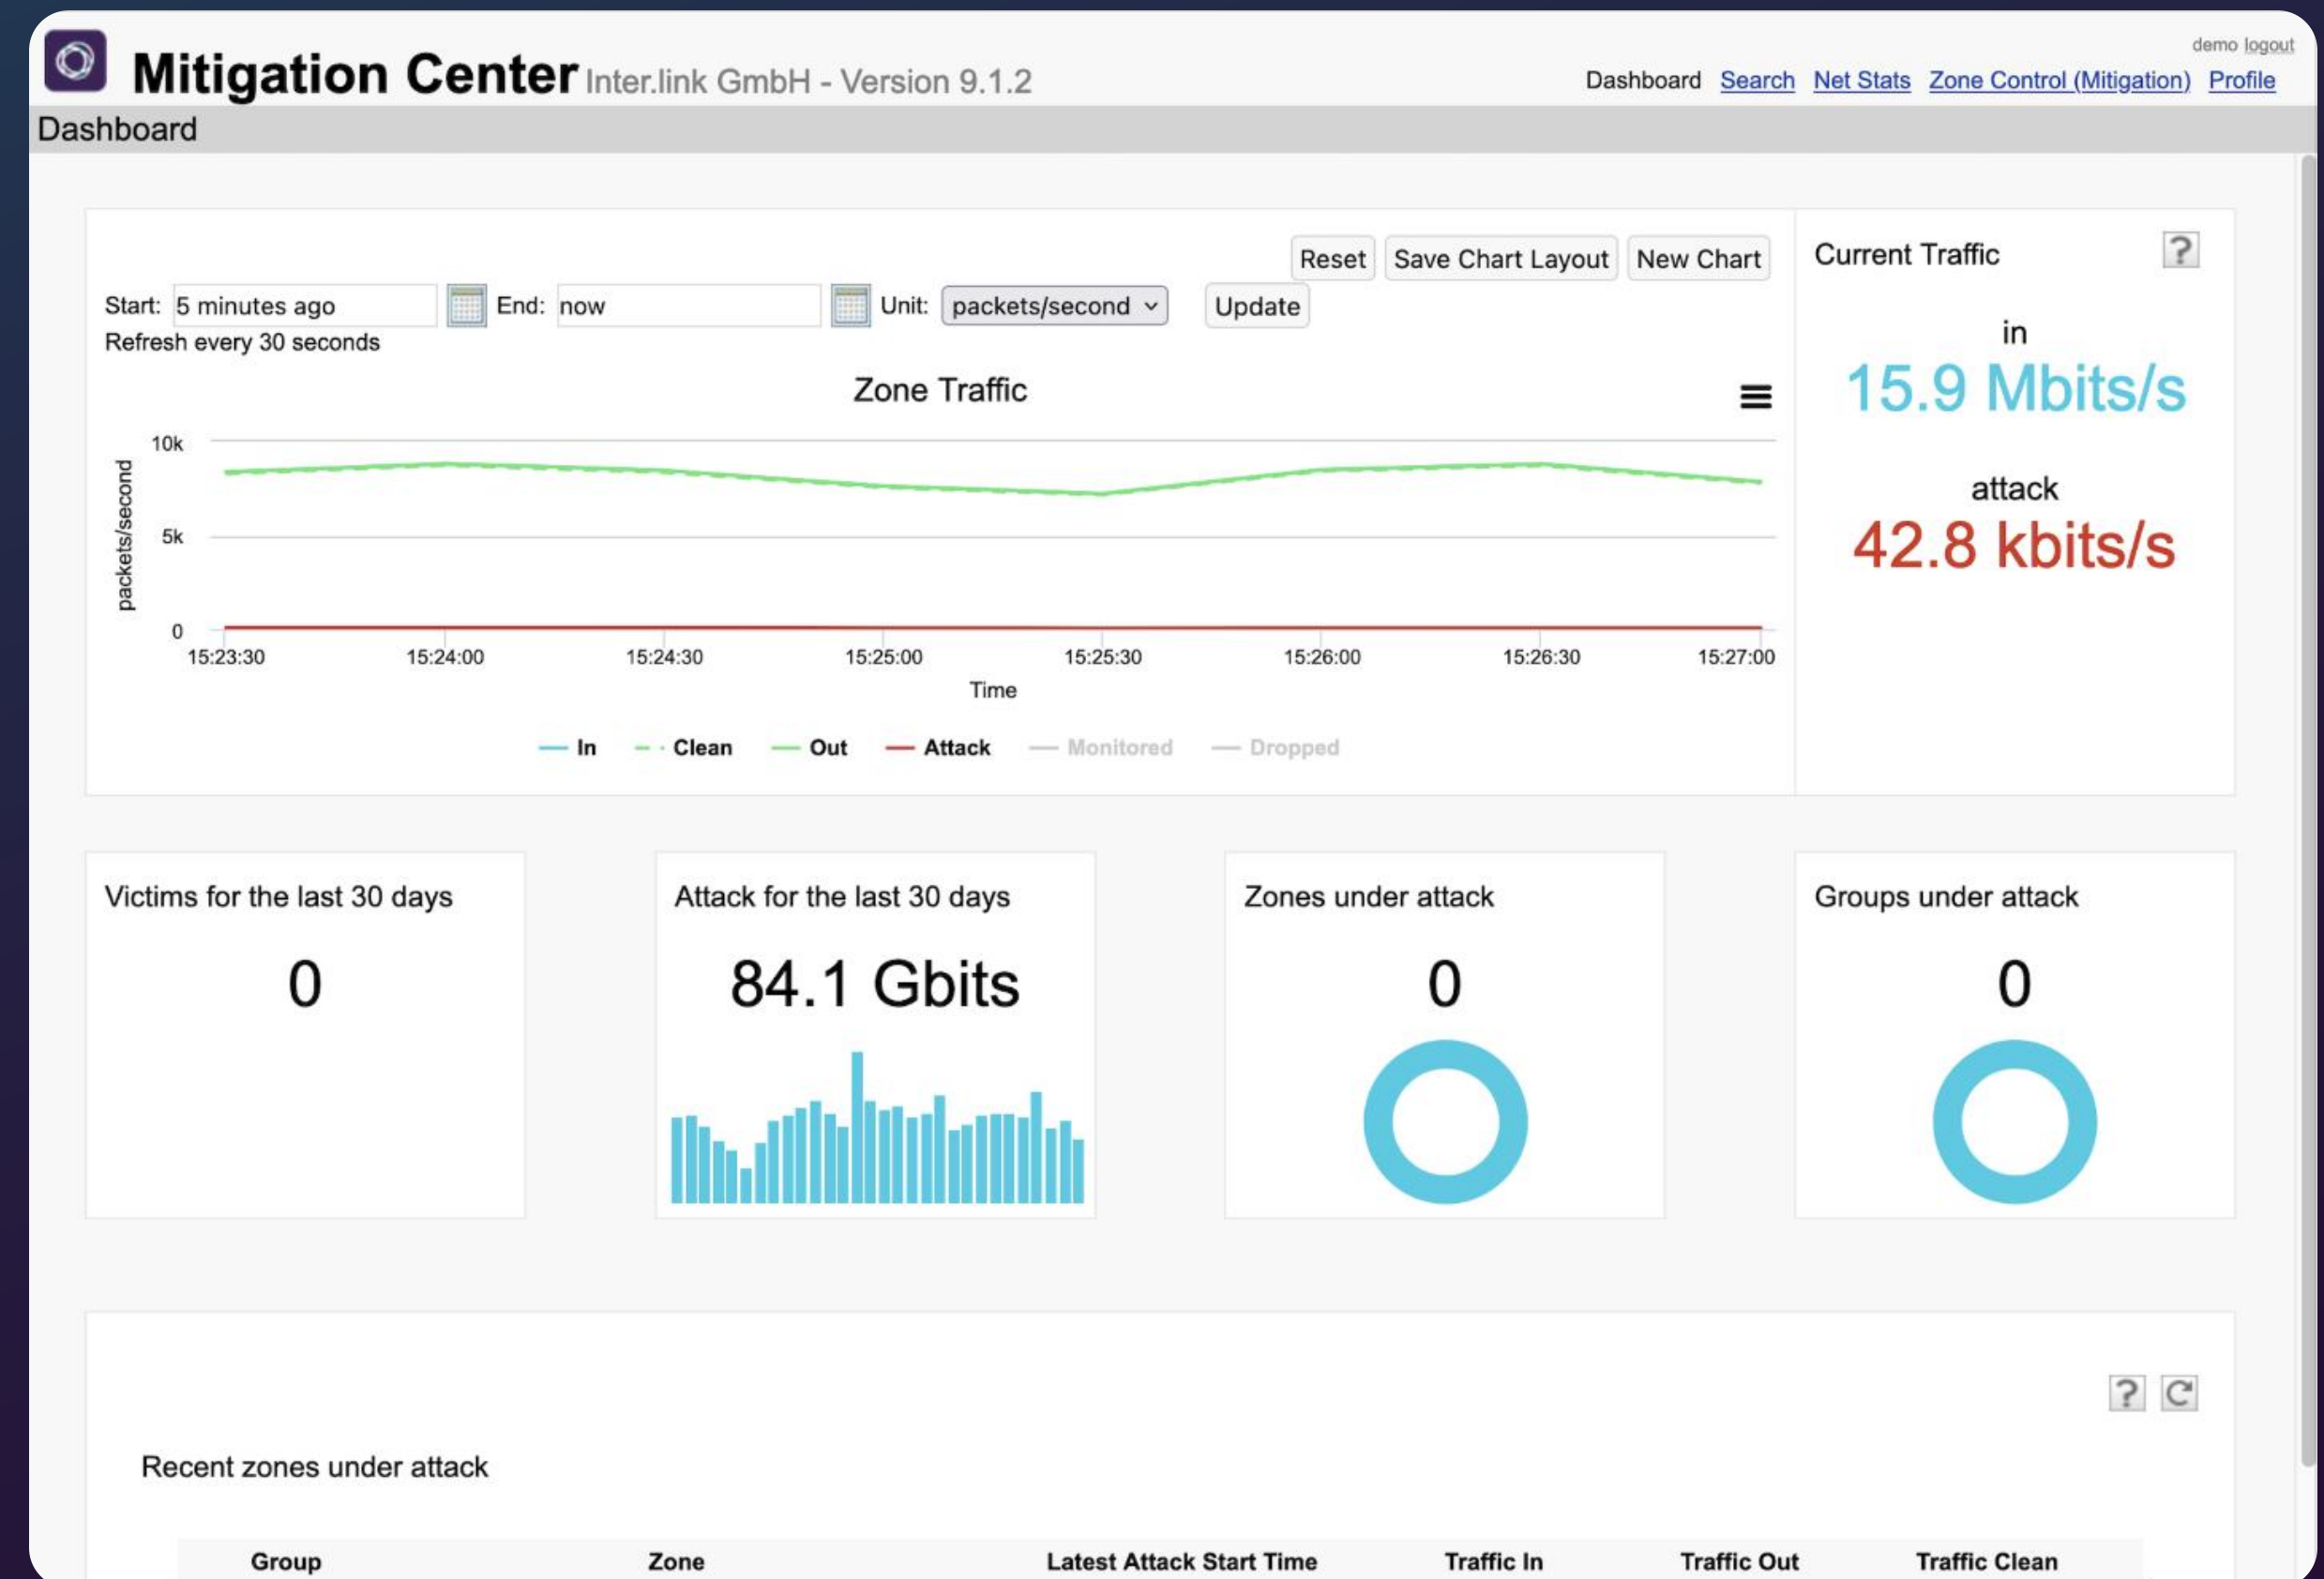 demo logout
Mitigation Center Inter.link GmbH - Version 9.1.2
Dashboard Search Net Stats Zone Control (Mitigation) Profile
Dashboard
Reset Save Chart Layout New Chart
Start: 5 minutes ago End: now Unit: packets/second Update
Refresh every 30 seconds
Zone Traffic
packets/second
10k
5k
0
15:23:30 15:24:00 15:24:30 15:25:00 15:25:30 15:26:00 15:26:30 15:27:00
Time
In Clean Out Attack Monitored Dropped
Current Traffic ?
in
15.9 Mbits/s
attack
42.8 kbits/s
Victims for the last 30 days
0
Attack for the last 30 days
84.1 Gbits
Zones under attack
0
Groups under attack
0
?
Recent zones under attack
Group Zone Latest Attack Start Time Traffic In Traffic Out Traffic Clean